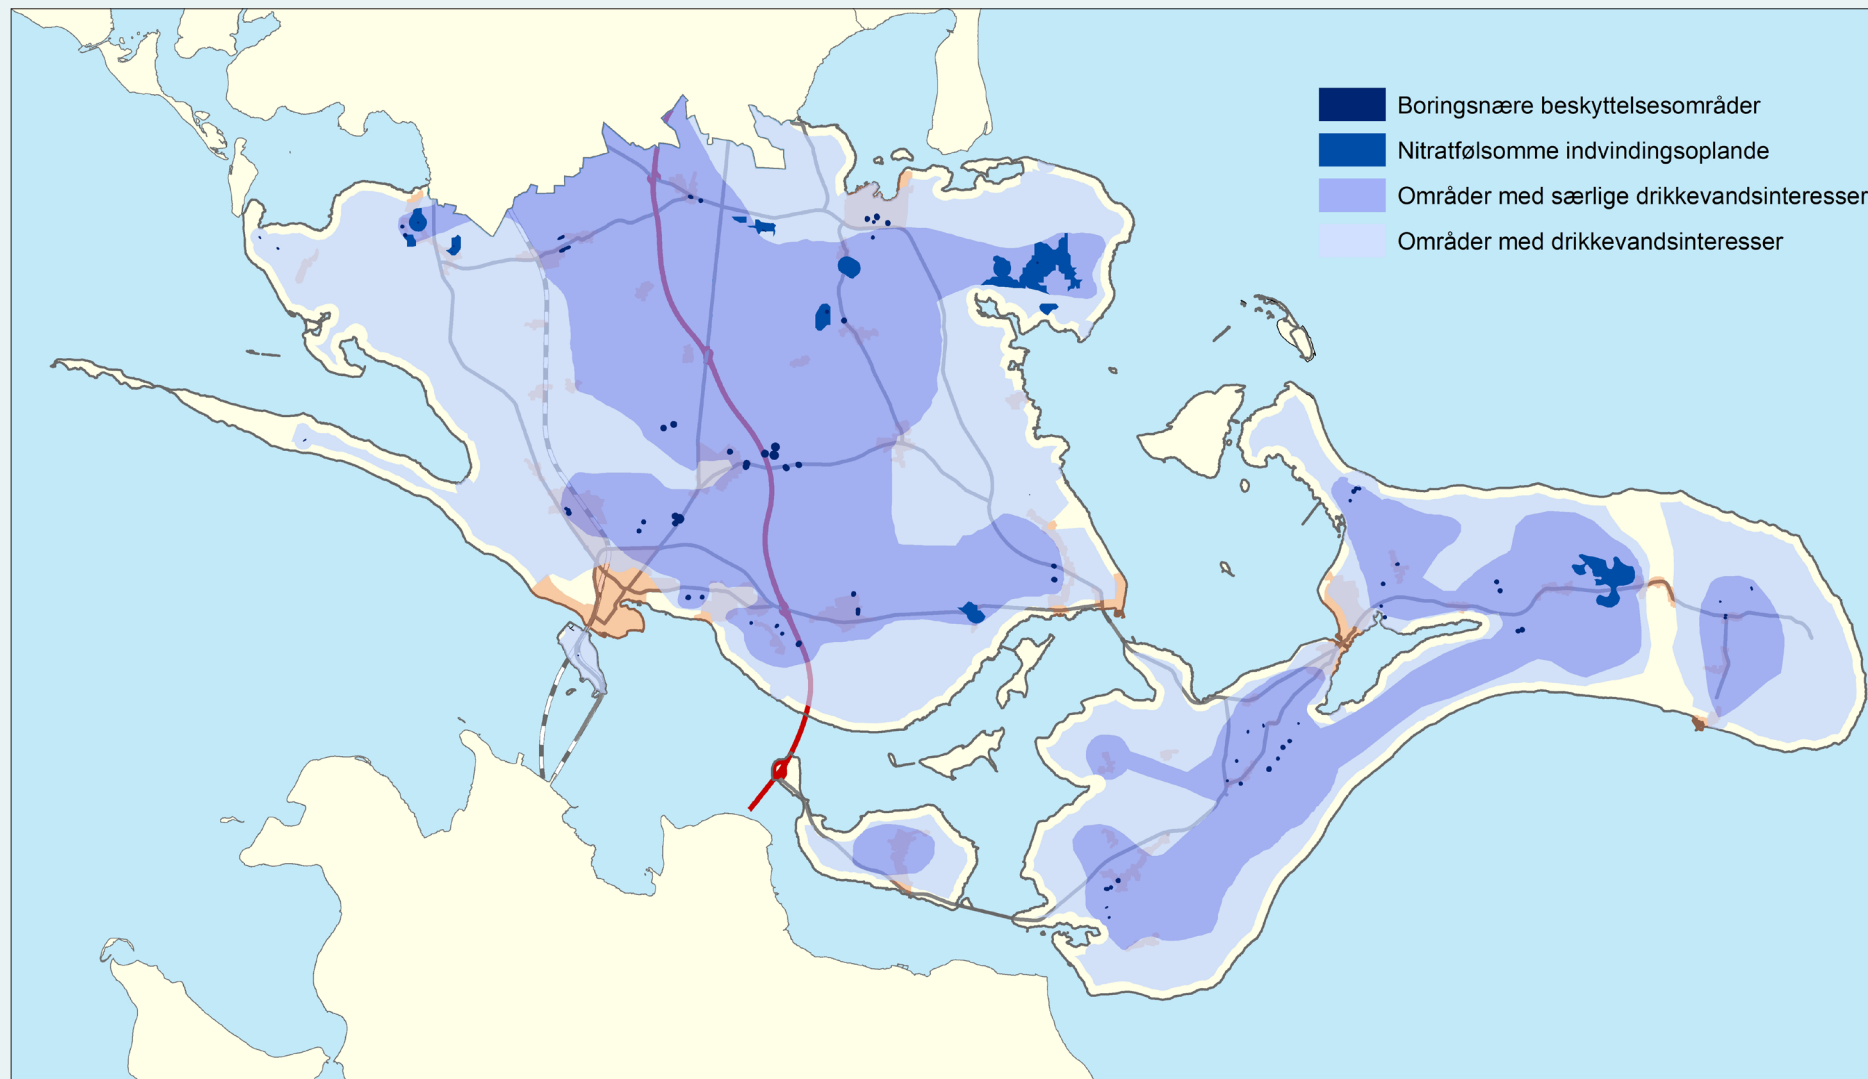 Boringsnære beskyttelsesområder
Nitratfølsomme indvindingsoplande
Områder med særlige drikkevandsinteresser
Områder med drikkevandsinteresser